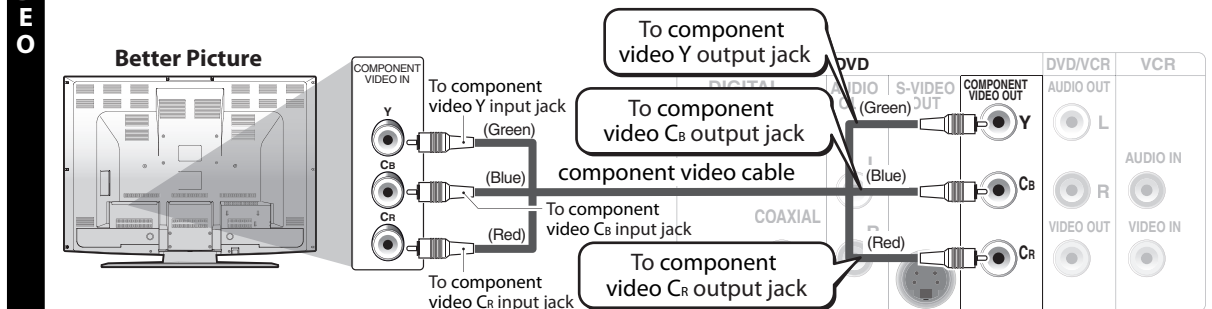 E
O
Better Picture
COMPONENT
VIDEO IN
Y
CB
CR
To component
video Y input jack
(Green)
(Blue)
(Red)
component video cable
To component
video CB input jack
To component
video CR input jack
To component
video Y output jack
To component
video CB output jack
To component
video CR output jack
(Green)
(Blue)
(Red)
DVD
DIGITAL
COAXIAL
S-VIDEO
OUT
COMPONENT
VIDEO OUT
Y
CB
CR
DVD/VCR
AUDIO OUT
L
R
VIDEO OUT
VCR
AUDIO IN
VIDEO IN